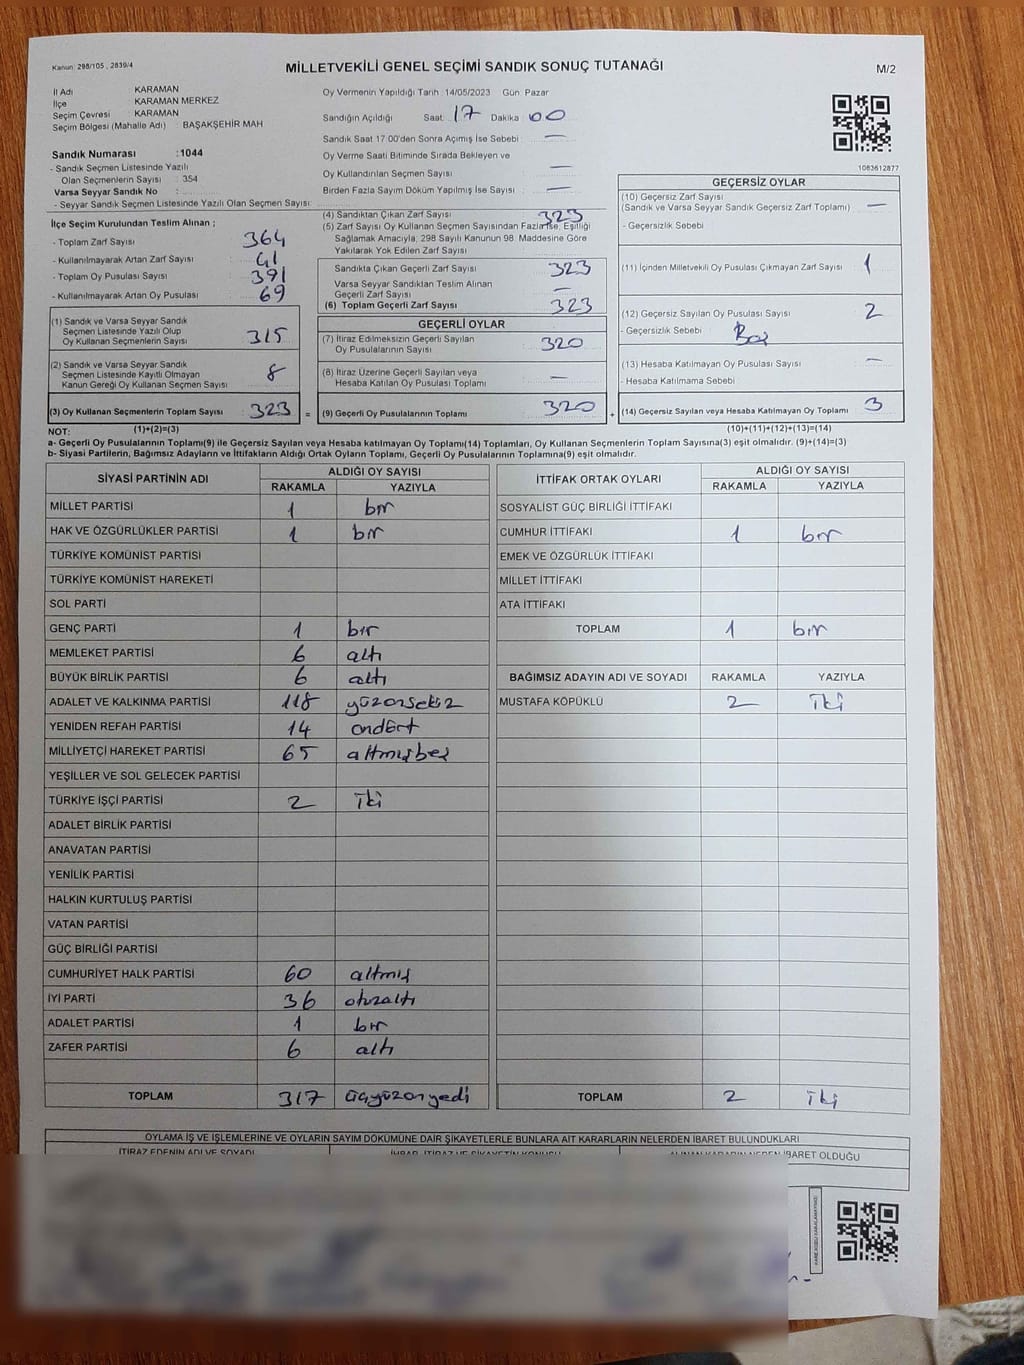 Kanun: 298/105 , 2839/4
MİLLETVEKİLİ GENEL SEÇİMİ SANDIK SONUÇ TUTANAĞI
M/2
İl Adı KARAMAN
İlçe KARAMAN MERKEZ
Seçim Çevresi KARAMAN
Seçim Bölgesi (Mahalle Adı) : BAŞAKŞEHİR MAH
Oy Vermenin Yapıldığı Tarih :14/05/2023 Gün: Pazar
Sandığın Açıldığı Saat: 17 Dakika: 00
Sandık Saat 17:00'den Sonra Açımış İse Sebebi : —
Oy Verme Saati Bitiminde Sırada Bekleyen ve
Oy Kullandırılan Seçmen Sayısı : —
Birden Fazla Sayım Döküm Yapılmış İse Sayısı : —
1083612877
Sandık Numarası :1044
- Sandık Seçmen Listesinde Yazılı
Olan Seçmenlerin Sayısı : 354
Varsa Seyyar Sandık No :
- Seyyar Sandık Seçmen Listesinde Yazılı Olan Seçmen Sayısı:
İlçe Seçim Kurulundan Teslim Alınan ;
- Toplam Zarf Sayısı : 364
- Kullanılmayarak Artan Zarf Sayısı : 41
- Toplam Oy Pusulası Sayısı : 391
- Kullanılmayarak Artan Oy Pusulası : 69
(1) Sandık ve Varsa Seyyar Sandık
Seçmen Listesinde Yazılı Olup
Oy Kullanan Seçmenlerin Sayısı : 315
(2) Sandık ve Varsa Seyyar Sandık
Seçmen Listesinde Kayıtlı Olmayan
Kanun Gereği Oy Kullanan Seçmen Sayısı : 8
(3) Oy Kullanan Seçmenlerin Toplam Sayısı : 323 =
(1)+(2)=(3)
(4) Sandıktan Çıkan Zarf Sayısı : 323
(5) Zarf Sayısı Oy Kullanan Seçmen Sayısından Fazla İse, Eşitliği
Sağlamak Amacıyla, 298 Sayılı Kanunun 98. Maddesine Göre
Yakılarak Yok Edilen Zarf Sayısı :
Sandıkta Çıkan Geçerli Zarf Sayısı : 323
Varsa Seyyar Sandıktan Teslim Alınan
Geçerli Zarf Sayısı : —
(6) Toplam Geçerli Zarf Sayısı : 323
GEÇERLİ OYLAR
(7) İtiraz Edilmeksizin Geçerli Sayılan
Oy Pusulalarının Sayısı : 320
(8) İtiraz Üzerine Geçerli Sayılan veya
Hesaba Katılan Oy Pusulası Toplamı : —
(9) Geçerli Oy Pusulalarının Toplamı : 320 +
GEÇERSİZ OYLAR
(10) Geçersiz Zarf Sayısı
(Sandık ve Varsa Seyyar Sandık Geçersiz Zarf Toplamı) : —
- Geçersizlik Sebebi :
(11) İçinden Milletvekili Oy Pusulası Çıkmayan Zarf Sayısı : 1
(12) Geçersiz Sayılan Oy Pusulası Sayısı : 2
- Geçersizlik Sebebi : Boş
(13) Hesaba Katılmayan Oy Pusulası Sayısı : —
- Hesaba Katılmama Sebebi :
(14) Geçersiz Sayılan veya Hesaba Katılmayan Oy Toplamı : 3
(10)+(11)+(12)+(13)=(14)
NOT:
a- Geçerli Oy Pusulalarının Toplamı(9) ile Geçersiz Sayılan veya Hesaba katılmayan Oy Toplamı(14) Toplamları, Oy Kullanan Seçmenlerin Toplam Sayısına(3) eşit olmalıdır. (9)+(14)=(3)
b- Siyasi Partilerin, Bağımsız Adayların ve İttifakların Aldığı Ortak Oyların Toplamı, Geçerli Oy Pusulalarının Toplamına(9) eşit olmalıdır.
SİYASİ PARTİNİN ADI ALDIĞI OY SAYISI
RAKAMLA YAZIYLA
MİLLET PARTİSİ 1 bir
HAK VE ÖZGÜRLÜKLER PARTİSİ 1 bir
TÜRKİYE KOMÜNİST PARTİSİ
TÜRKİYE KOMÜNİST HAREKETİ
SOL PARTİ
GENÇ PARTİ 1 bir
MEMLEKET PARTİSİ 6 altı
BÜYÜK BİRLİK PARTİSİ 6 altı
ADALET VE KALKINMA PARTİSİ 118 yüzonsekiz
YENİDEN REFAH PARTİSİ 14 ondört
MİLLİYETÇİ HAREKET PARTİSİ 65 altmışbeş
YEŞİLLER VE SOL GELECEK PARTİSİ
TÜRKİYE İŞÇİ PARTİSİ 2 iki
ADALET BİRLİK PARTİSİ
ANAVATAN PARTİSİ
YENİLİK PARTİSİ
HALKIN KURTULUŞ PARTİSİ
VATAN PARTİSİ
GÜÇ BİRLİĞİ PARTİSİ
CUMHURİYET HALK PARTİSİ 60 altmış
İYİ PARTİ 36 otuzaltı
ADALET PARTİSİ 1 bir
ZAFER PARTİSİ 6 altı
TOPLAM 317 üçyüzonyedi
İTTİFAK ORTAK OYLARI ALDIĞI OY SAYISI
RAKAMLA YAZIYLA
SOSYALİST GÜÇ BİRLİĞİ İTTİFAKI
CUMHUR İTTİFAKI 1 bir
EMEK VE ÖZGÜRLÜK İTTİFAKI
MİLLET İTTİFAKI
ATA İTTİFAKI
TOPLAM 1 bir
BAĞIMSIZ ADAYIN ADI VE SOYADI RAKAMLA YAZIYLA
MUSTAFA KÖPÜKLÜ 2 iki
TOPLAM 2 iki
OYLAMA İŞ VE İŞLEMLERİNE VE OYLARIN SAYIM DÖKÜMÜNE DAİR ŞİKAYETLERLE BUNLARA AİT KARARLARIN NELERDEN İBARET BULUNDUKLARI
İTİRAZ EDENİN ADI VE SOYADI İHBAR, İTİRAZ VE ŞİKAYETİN KONUSU ALINAN KARARIN NEDEN İBARET OLDUĞU